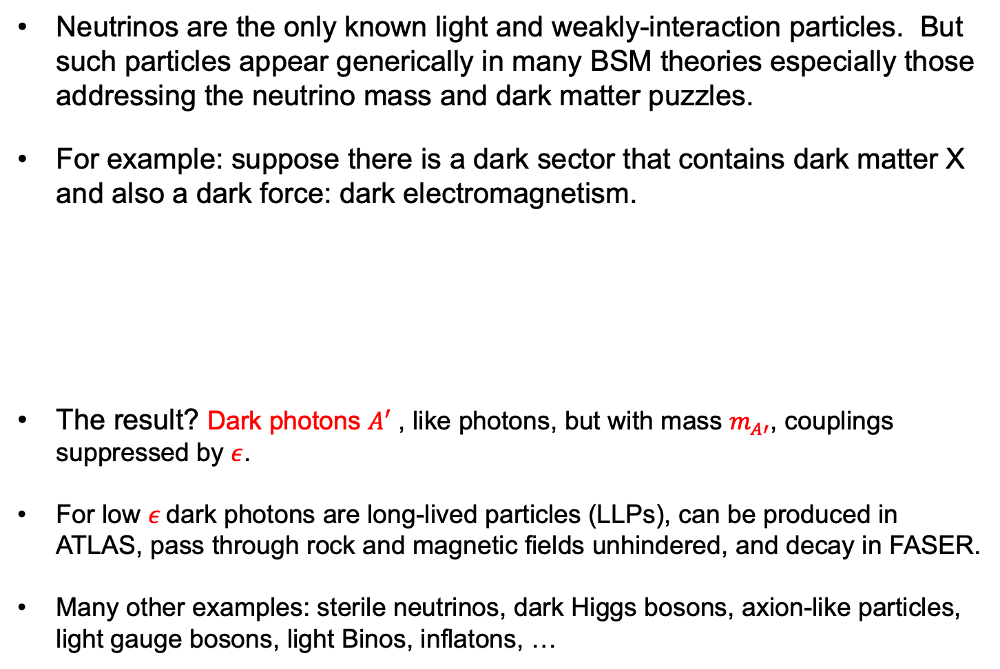 • Neutrinos are the only known light and weakly-interaction particles.  But
such particles appear generically in many BSM theories especially those
addressing the neutrino mass and dark matter puzzles.
• For example: suppose there is a dark sector that contains dark matter X
and also a dark force: dark electromagnetism.
• The result? Dark photons A′ , like photons, but with mass m_A′, couplings
suppressed by ϵ.
• For low ϵ dark photons are long-lived particles (LLPs), can be produced in
ATLAS, pass through rock and magnetic fields unhindered, and decay in FASER.
• Many other examples: sterile neutrinos, dark Higgs bosons, axion-like particles,
light gauge bosons, light Binos, inflatons, …